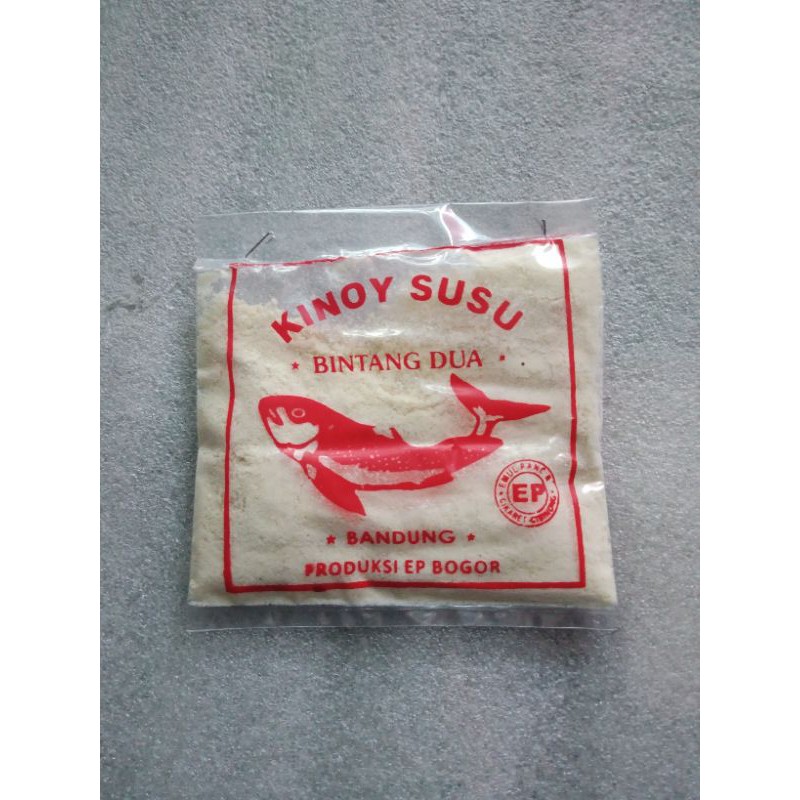 KINOY SUSU
* BINTANG DUA *
EP
* BANDUNG *
PRODUKSI EP BOGOR